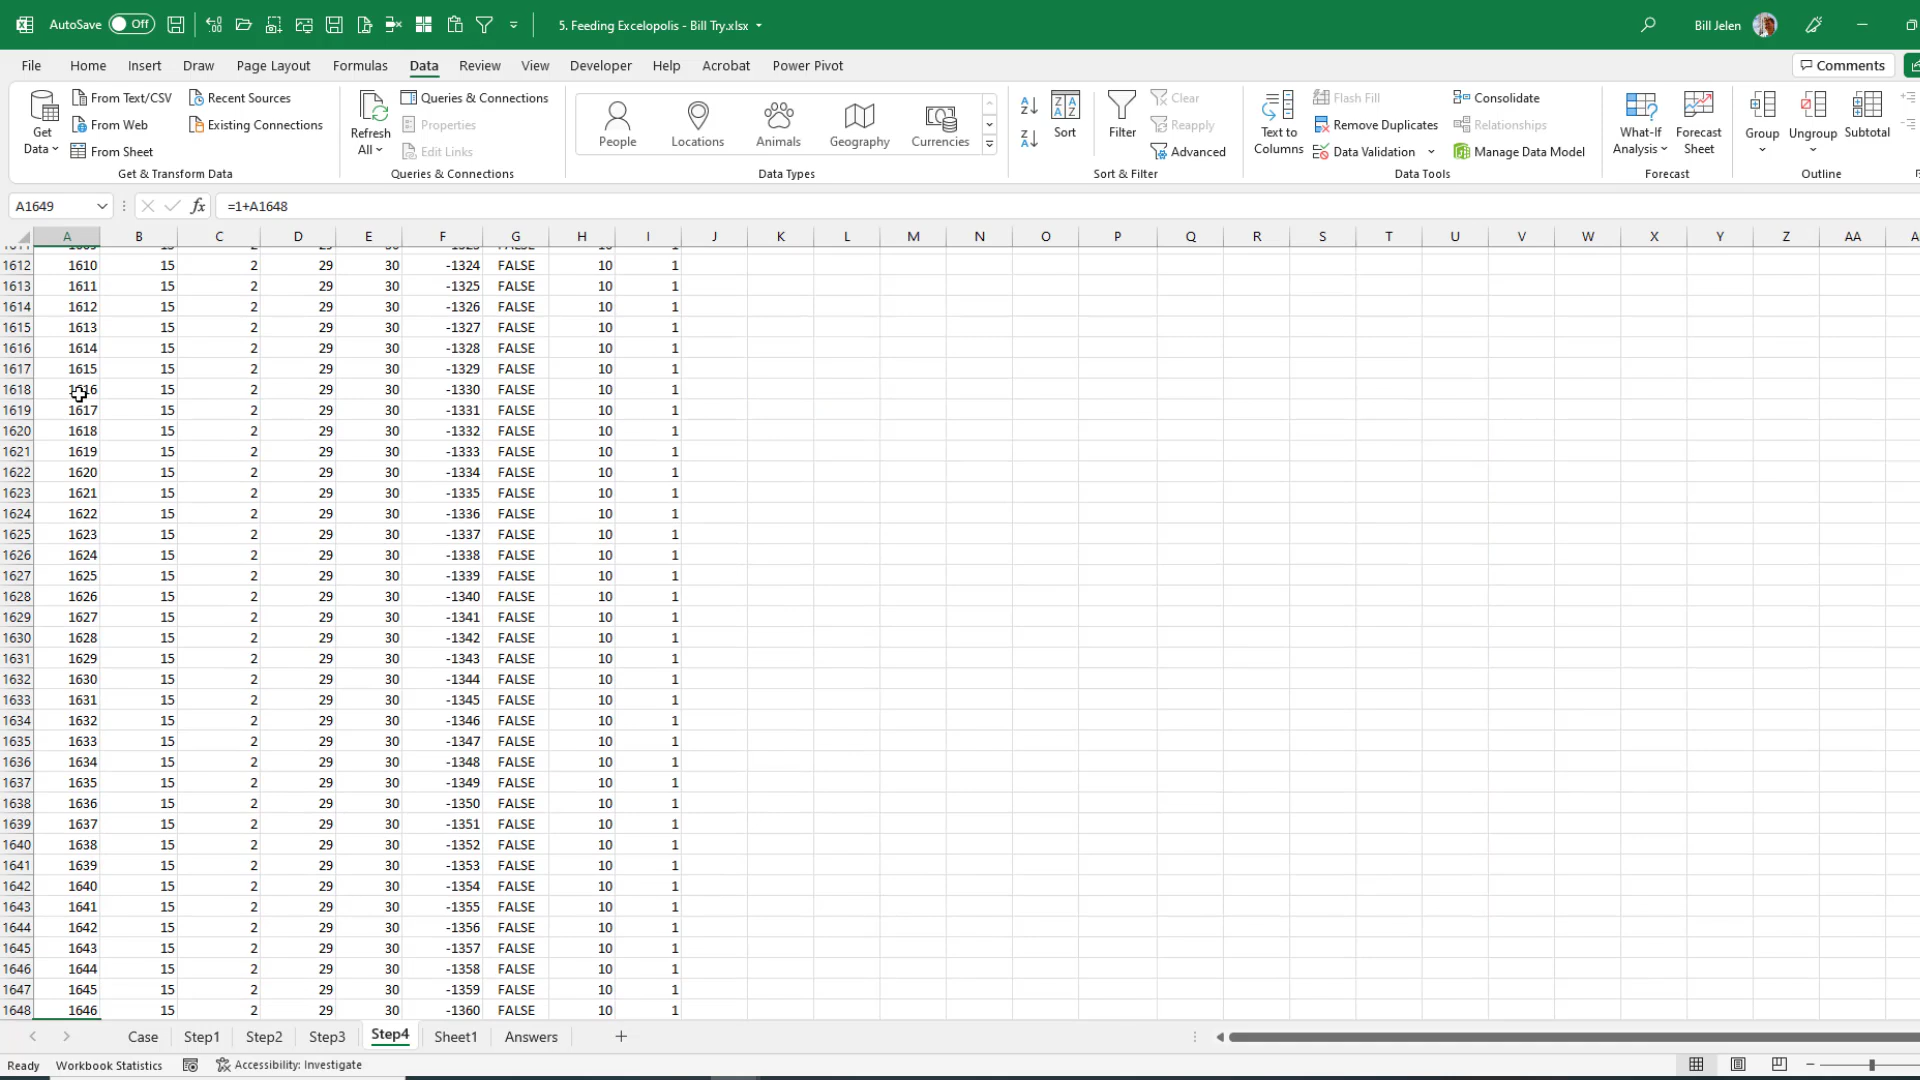 AutoSave Off 5. Feeding Excelopolis - Bill Try.xlsx Bill Jelen
File Home Insert Draw Page Layout Formulas Data Review View Developer Help Acrobat Power Pivot Comments
Get Data From Text/CSV From Web From Sheet Recent Sources Existing Connections Refresh All Queries & Connections Properties Edit Links People Locations Animals Geography Currencies Sort Filter Clear Reapply Advanced Text to Columns Flash Fill Remove Duplicates Data Validation Consolidate Relationships Manage Data Model What-If Analysis Forecast Sheet Group Ungroup Subtotal
Get & Transform Data Queries & Connections Data Types Sort & Filter Data Tools Forecast Outline
A1649 fx =1+A1648
A B C D E F G H I J K L M N O P Q R S T U V W X Y Z AA
1612 1610 15 2 29 30 -1324 FALSE 10 1
1613 1611 15 2 29 30 -1325 FALSE 10 1
1614 1612 15 2 29 30 -1326 FALSE 10 1
1615 1613 15 2 29 30 -1327 FALSE 10 1
1616 1614 15 2 29 30 -1328 FALSE 10 1
1617 1615 15 2 29 30 -1329 FALSE 10 1
1618 1616 15 2 29 30 -1330 FALSE 10 1
1619 1617 15 2 29 30 -1331 FALSE 10 1
1620 1618 15 2 29 30 -1332 FALSE 10 1
1621 1619 15 2 29 30 -1333 FALSE 10 1
1622 1620 15 2 29 30 -1334 FALSE 10 1
1623 1621 15 2 29 30 -1335 FALSE 10 1
1624 1622 15 2 29 30 -1336 FALSE 10 1
1625 1623 15 2 29 30 -1337 FALSE 10 1
1626 1624 15 2 29 30 -1338 FALSE 10 1
1627 1625 15 2 29 30 -1339 FALSE 10 1
1628 1626 15 2 29 30 -1340 FALSE 10 1
1629 1627 15 2 29 30 -1341 FALSE 10 1
1630 1628 15 2 29 30 -1342 FALSE 10 1
1631 1629 15 2 29 30 -1343 FALSE 10 1
1632 1630 15 2 29 30 -1344 FALSE 10 1
1633 1631 15 2 29 30 -1345 FALSE 10 1
1634 1632 15 2 29 30 -1346 FALSE 10 1
1635 1633 15 2 29 30 -1347 FALSE 10 1
1636 1634 15 2 29 30 -1348 FALSE 10 1
1637 1635 15 2 29 30 -1349 FALSE 10 1
1638 1636 15 2 29 30 -1350 FALSE 10 1
1639 1637 15 2 29 30 -1351 FALSE 10 1
1640 1638 15 2 29 30 -1352 FALSE 10 1
1641 1639 15 2 29 30 -1353 FALSE 10 1
1642 1640 15 2 29 30 -1354 FALSE 10 1
1643 1641 15 2 29 30 -1355 FALSE 10 1
1644 1642 15 2 29 30 -1356 FALSE 10 1
1645 1643 15 2 29 30 -1357 FALSE 10 1
1646 1644 15 2 29 30 -1358 FALSE 10 1
1647 1645 15 2 29 30 -1359 FALSE 10 1
1648 1646 15 2 29 30 -1360 FALSE 10 1
Case Step1 Step2 Step3 Step4 Sheet1 Answers
Ready Workbook Statistics Accessibility: Investigate